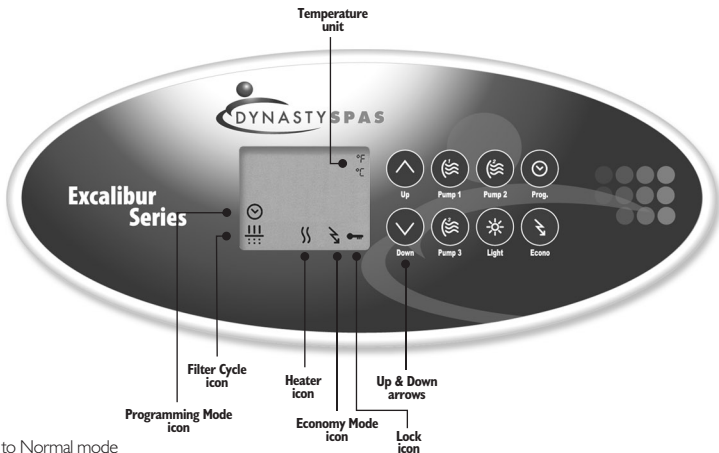 Temperature
unit
DYNASTYSPAS
°F
°C
Excalibur
Series
Up
Pump 1
Pump 2
Prog.
Down
Pump 3
Light
Econo
Filter Cycle
icon
Heater
icon
Up & Down
arrows
Programming Mode
icon
Economy Mode
icon
Lock
icon
to Normal mode